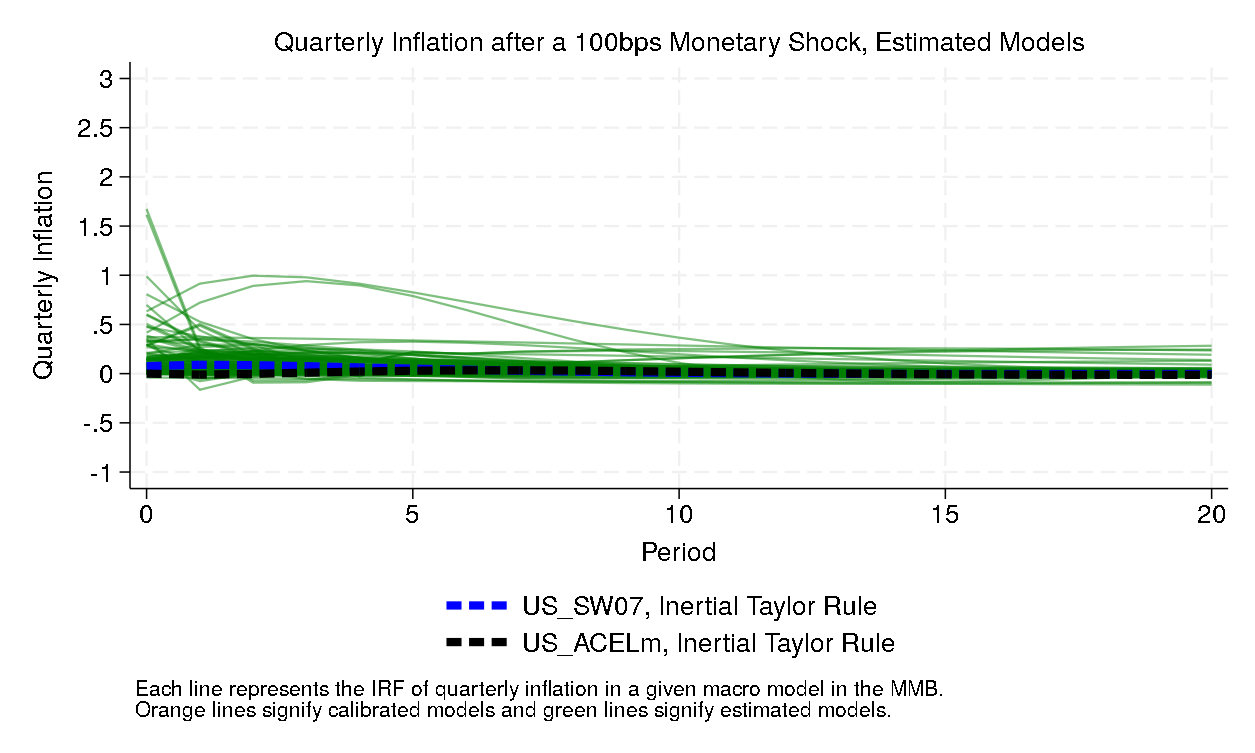 Quarterly Inflation after a 100bps Monetary Shock, Estimated Models
Quarterly Inflation
3
2.5
2
1.5
1
.5
0
-.5
-1
0 5 10 15 20
Period
US_SW07, Inertial Taylor Rule
US_ACELm, Inertial Taylor Rule
Each line represents the IRF of quarterly inflation in a given macro model in the MMB.
Orange lines signify calibrated models and green lines signify estimated models.